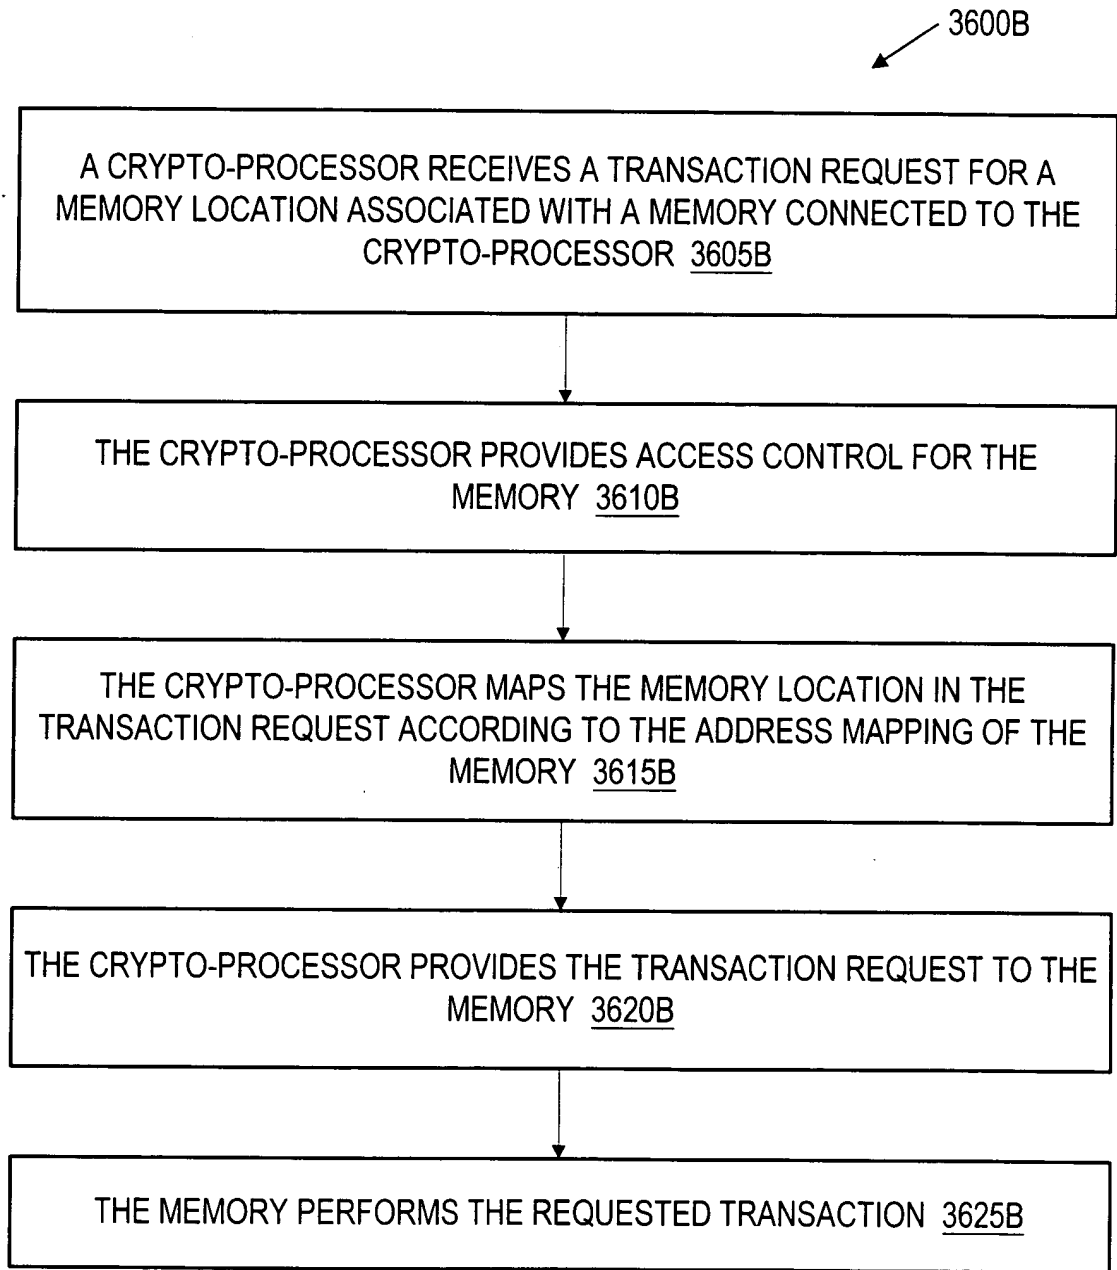 3600B
A CRYPTO-PROCESSOR RECEIVES A TRANSACTION REQUEST FOR A
MEMORY LOCATION ASSOCIATED WITH A MEMORY CONNECTED TO THE
CRYPTO-PROCESSOR 3605B
THE CRYPTO-PROCESSOR PROVIDES ACCESS CONTROL FOR THE
MEMORY 3610B
THE CRYPTO-PROCESSOR MAPS THE MEMORY LOCATION IN THE
TRANSACTION REQUEST ACCORDING TO THE ADDRESS MAPPING OF THE
MEMORY 3615B
THE CRYPTO-PROCESSOR PROVIDES THE TRANSACTION REQUEST TO THE
MEMORY 3620B
THE MEMORY PERFORMS THE REQUESTED TRANSACTION 3625B